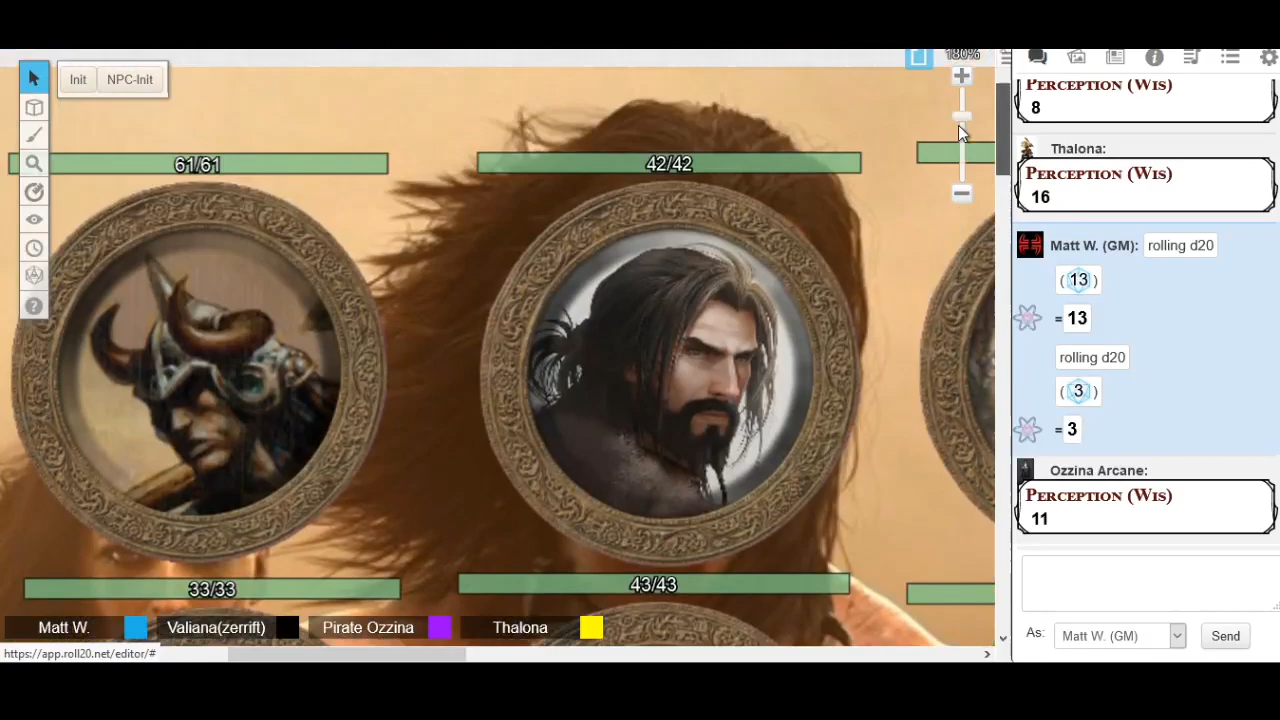 Init NPC-Init
180%
61/61
42/42
33/33
43/43
Matt W. Valiana(zerrift) Pirate Ozzina Thalona
https://app.roll20.net/editor/#
PERCEPTION (WIS)
8
Thalona:
PERCEPTION (WIS)
16
Matt W. (GM): rolling d20
(13)
= 13
rolling d20
(3)
= 3
Ozzina Arcane:
PERCEPTION (WIS)
11
As: Matt W. (GM) Send